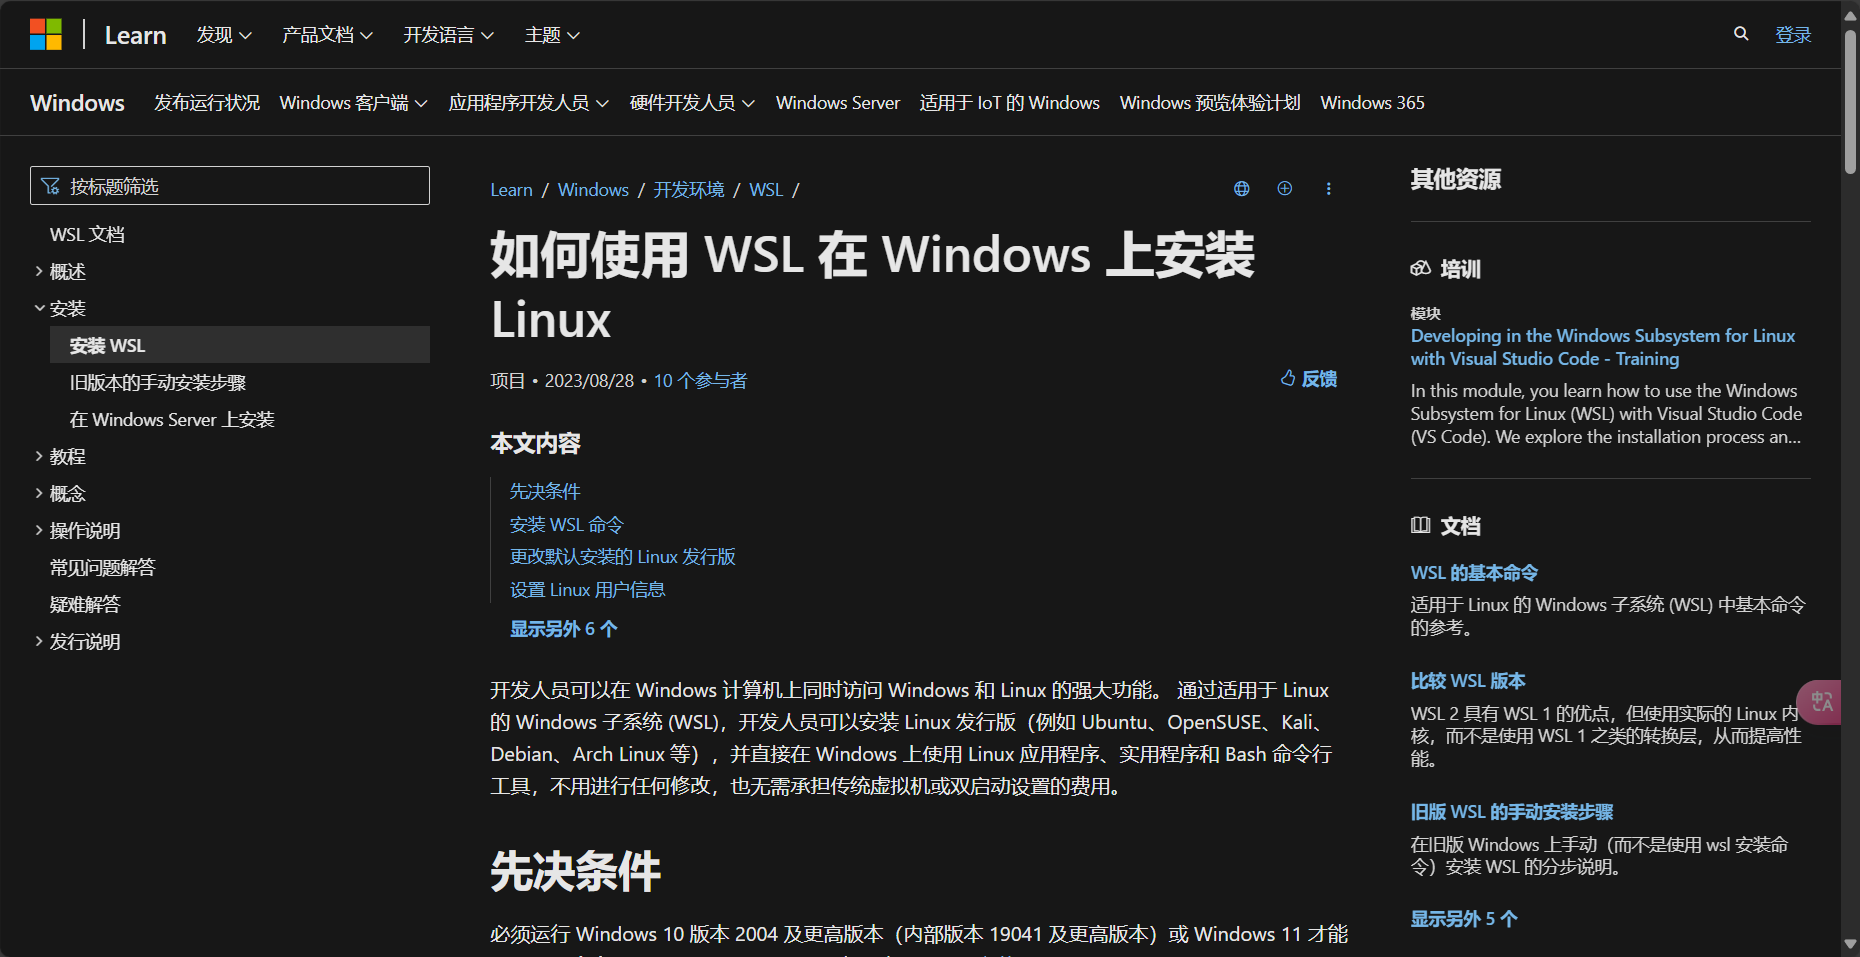 Learn 发现 产品文档 开发语言 主题 登录
Windows 发布运行状况 Windows 客户端 应用程序开发人员 硬件开发人员 Windows Server 适用于 IoT 的 Windows Windows 预览体验计划 Windows 365
按标题筛选
WSL 文档
概述
安装
安装 WSL
旧版本的手动安装步骤
在 Windows Server 上安装
教程
概念
操作说明
常见问题解答
疑难解答
发行说明
Learn / Windows / 开发环境 / WSL /
如何使用 WSL 在 Windows 上安装
Linux
项目 • 2023/08/28 • 10 个参与者
反馈
本文内容
先决条件
安装 WSL 命令
更改默认安装的 Linux 发行版
设置 Linux 用户信息
显示另外 6 个
开发人员可以在 Windows 计算机上同时访问 Windows 和 Linux 的强大功能。 通过适用于 Linux
的 Windows 子系统 (WSL)，开发人员可以安装 Linux 发行版（例如 Ubuntu、OpenSUSE、Kali、
Debian、Arch Linux 等），并直接在 Windows 上使用 Linux 应用程序、实用程序和 Bash 命令行
工具，不用进行任何修改，也无需承担传统虚拟机或双启动设置的费用。
先决条件
必须运行 Windows 10 版本 2004 及更高版本（内部版本 19041 及更高版本）或 Windows 11 才能
其他资源
培训
模块
Developing in the Windows Subsystem for Linux
with Visual Studio Code - Training
In this module, you learn how to use the Windows
Subsystem for Linux (WSL) with Visual Studio Code
(VS Code). We explore the installation process an...
文档
WSL 的基本命令
适用于 Linux 的 Windows 子系统 (WSL) 中基本命令
的参考。
比较 WSL 版本
WSL 2 具有 WSL 1 的优点，但使用实际的 Linux 内
核，而不是使用 WSL 1 之类的转换层，从而提高性
能。
旧版 WSL 的手动安装步骤
在旧版 Windows 上手动（而不是使用 wsl 安装命
令）安装 WSL 的分步说明。
显示另外 5 个